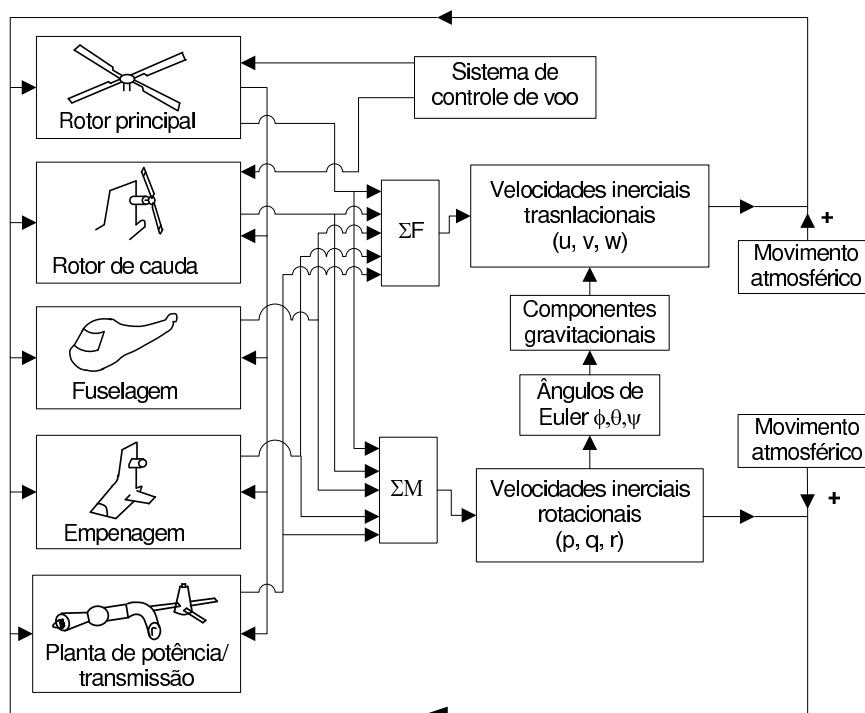 Rotor principal
Sistema de
controle de voo
Rotor de cauda
ΣF
Velocidades inerciais
trasnlacionais
(u, v, w)
+
Movimento
atmosférico
Componentes
gravitacionais
Fuselagem
Ângulos de
Euler ϕ,θ,ψ
Movimento
atmosférico
+
Empenagem
ΣM
Velocidades inerciais
rotacionais
(p, q, r)
Planta de potência/
transmissão